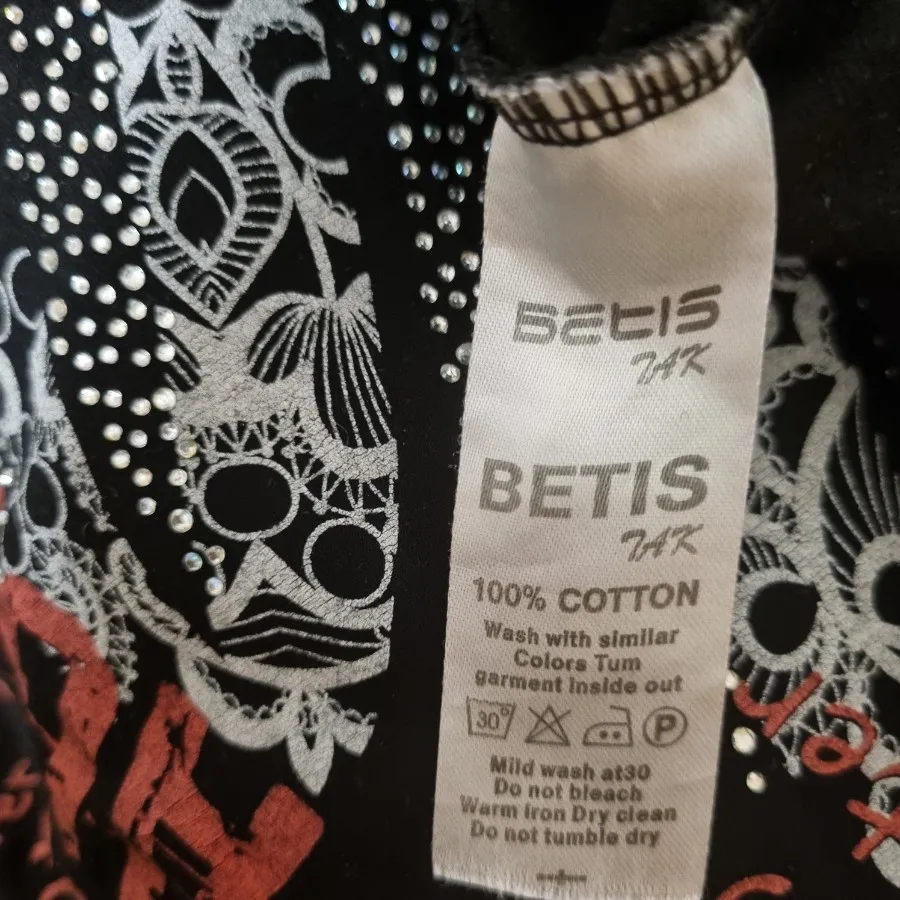 BETIS
TAK
BETIS
TAK
100% COTTON
Wash with similar
Colors Tum
garment inside out
30° P
Mild wash at30
Do not bleach
Warm iron Dry clean
Do not tumble dry